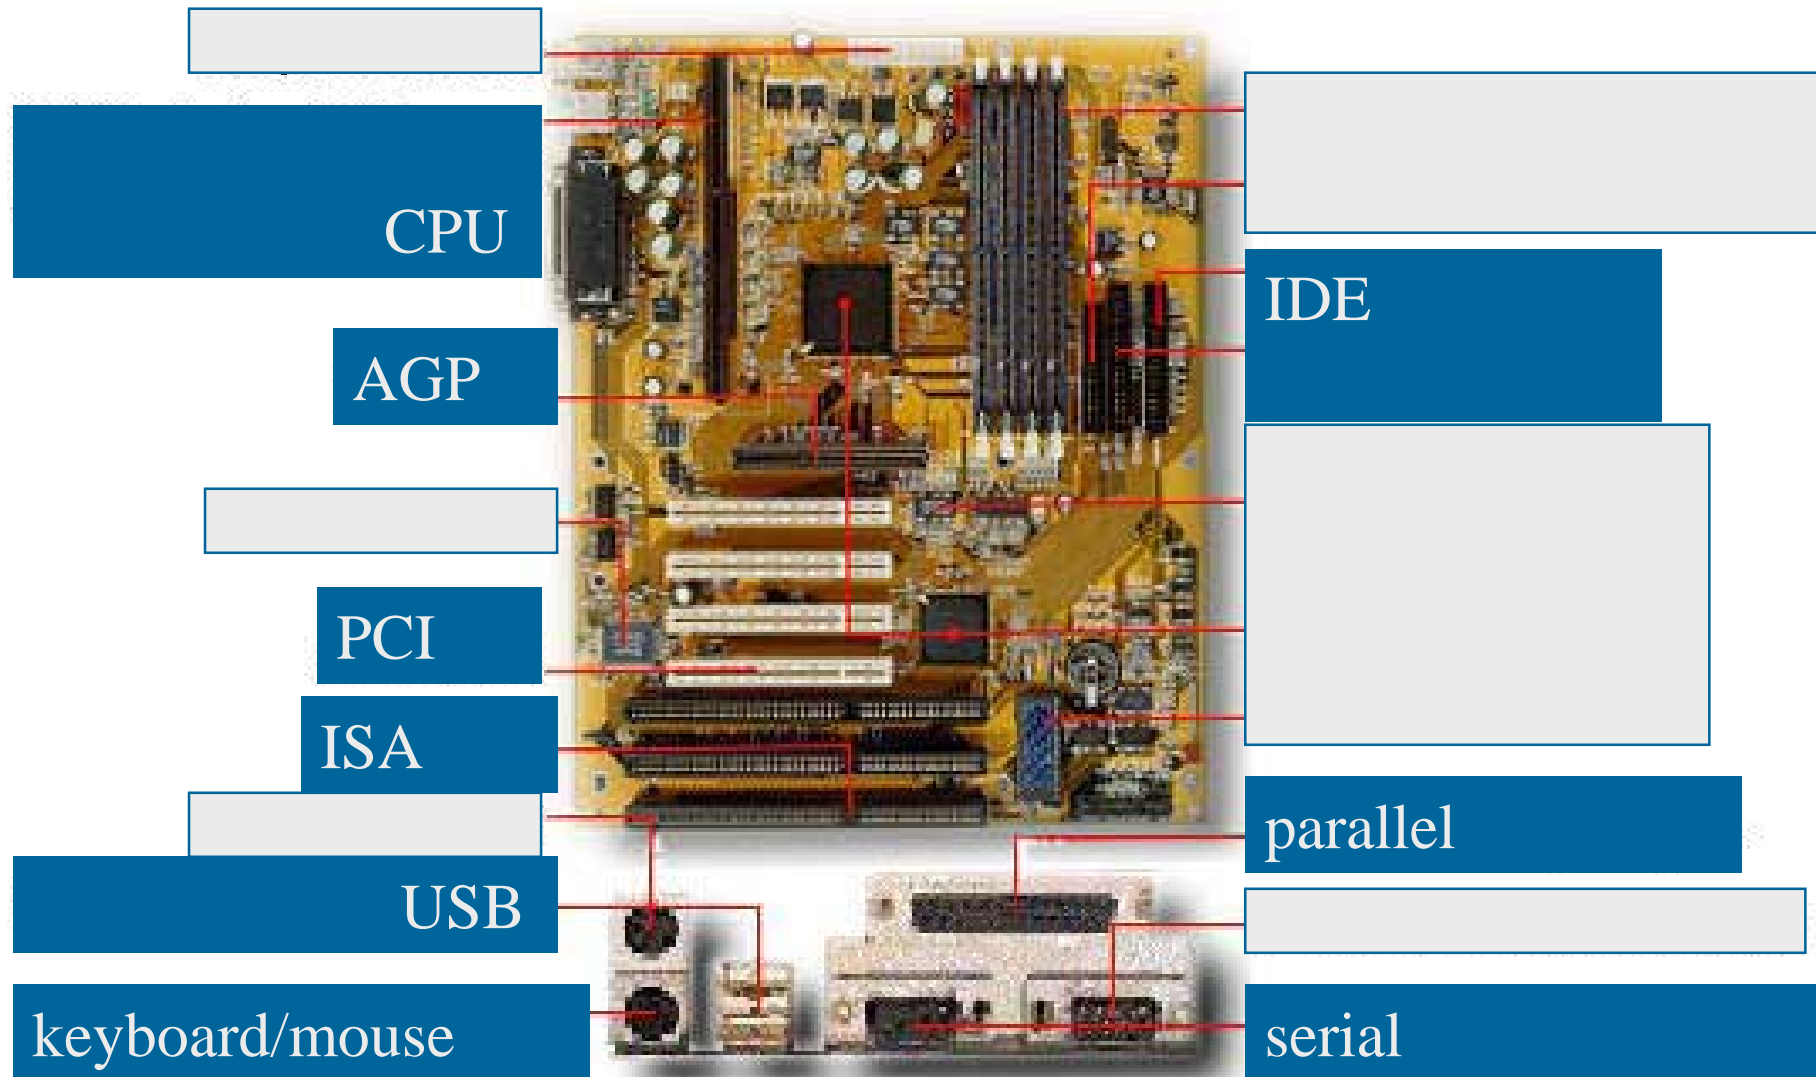 CPU
IDE
AGP
PCI
ISA
parallel
USB
keyboard/mouse
serial